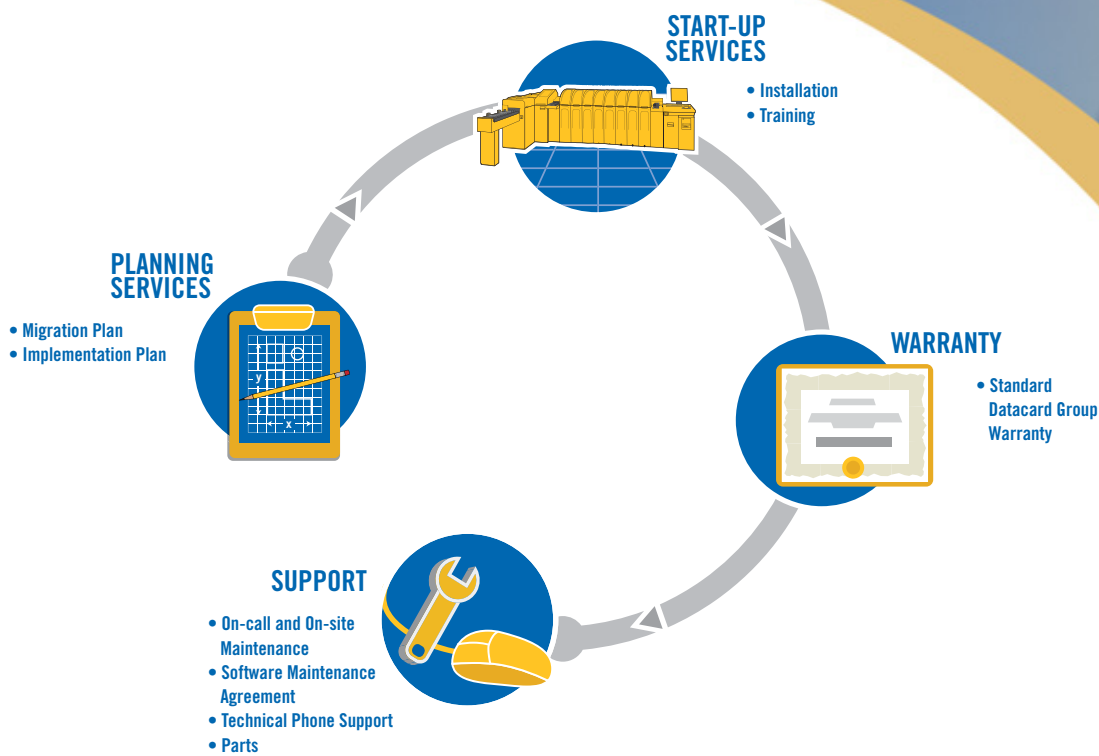 START-UP
SERVICES
• Installation
• Training
PLANNING
SERVICES
• Migration Plan
• Implementation Plan
y
x
WARRANTY
• Standard
Datacard Group
Warranty
SUPPORT
• On-call and On-site
Maintenance
• Software Maintenance
Agreement
• Technical Phone Support
• Parts